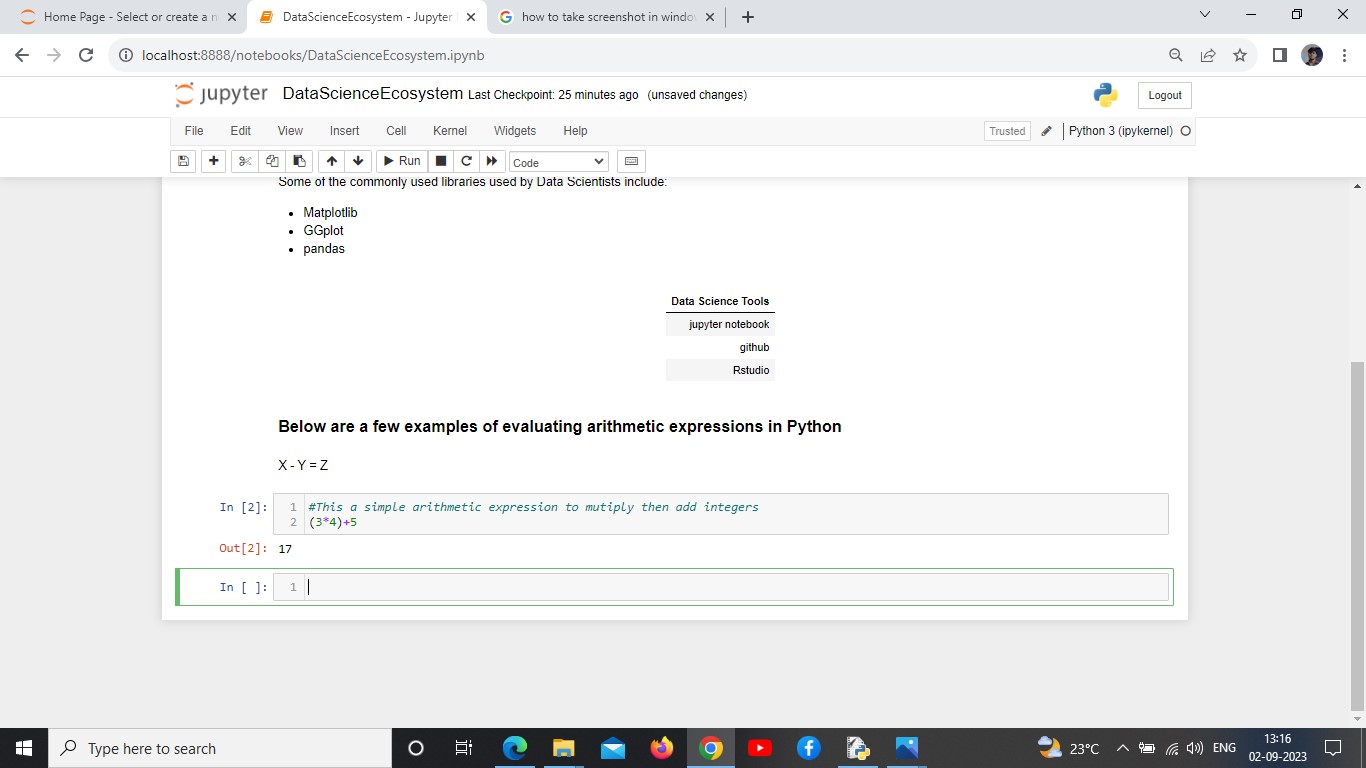 Home Page - Select or create a n
DataScienceEcosystem - Jupyter
how to take screenshot in windo
localhost:8888/notebooks/DataScienceEcosystem.ipynb
jupyter DataScienceEcosystem Last Checkpoint: 25 minutes ago (unsaved changes)
Logout
File Edit View Insert Cell Kernel Widgets Help
Trusted
Python 3 (ipykernel)
Run
Code
Some of the commonly used libraries used by Data Scientists include:
Matplotlib
GGplot
pandas
Data Science Tools
jupyter notebook
github
Rstudio
Below are a few examples of evaluating arithmetic expressions in Python
X - Y = Z
In [2]: 1 #This a simple arithmetic expression to mutiply then add integers
2 (3*4)+5
Out[2]: 17
In [ ]: 1
Type here to search
23°C
ENG
13:16
02-09-2023